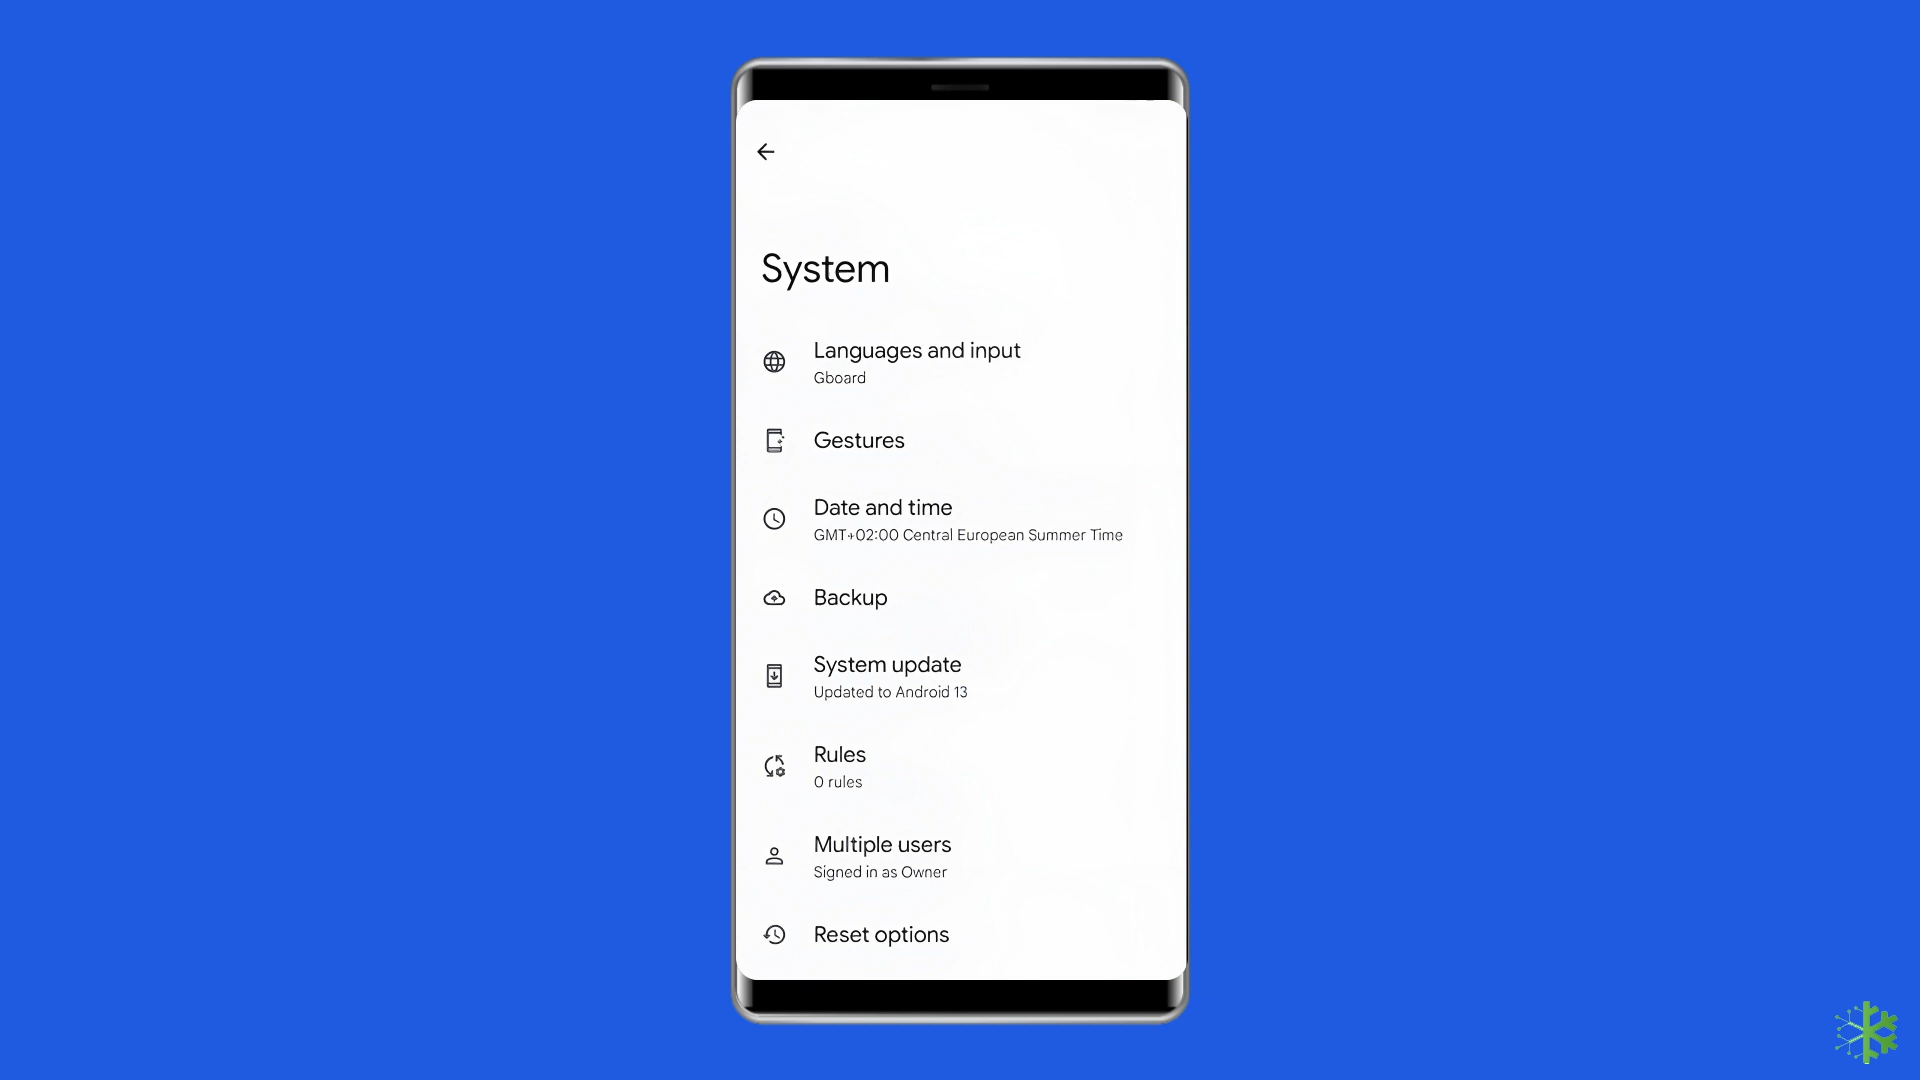 System
Languages and input
Gboard
Gestures
Date and time
GMT+02:00 Central European Summer Time
Backup
System update
Updated to Android 13
Rules
0 rules
Multiple users
Signed in as Owner
Reset options